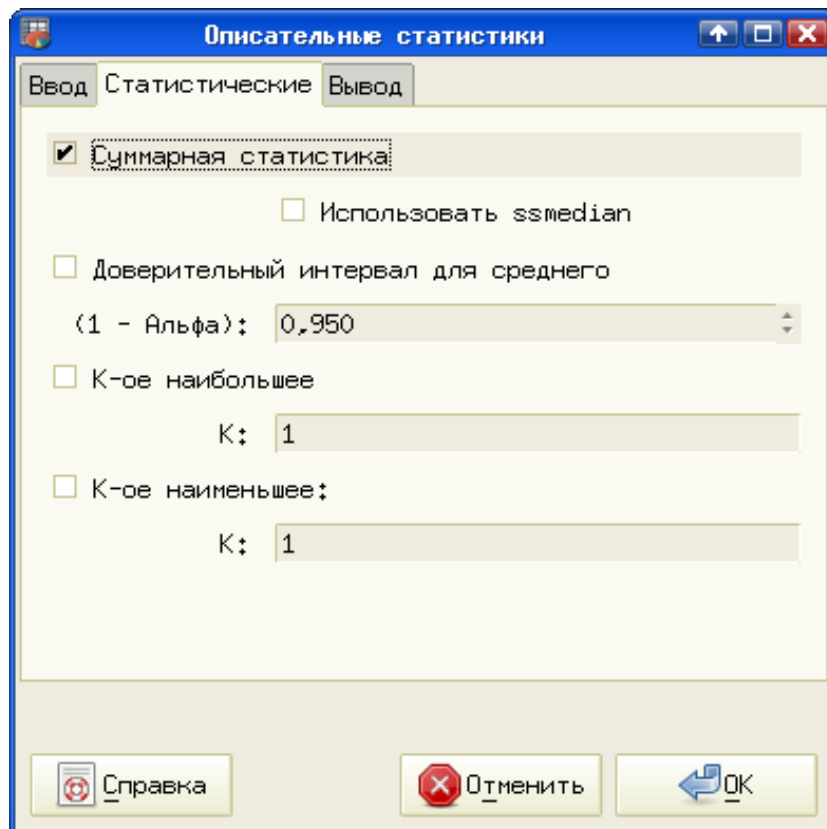 Описательные статистики
Ввод Статистические Вывод
Суммарная статистика
Использовать ssmedian
Доверительный интервал для среднего
(1 - Альфа): 0,950
К-ое наибольшее
К: 1
К-ое наименьшее:
К: 1
Справка Отменить OK